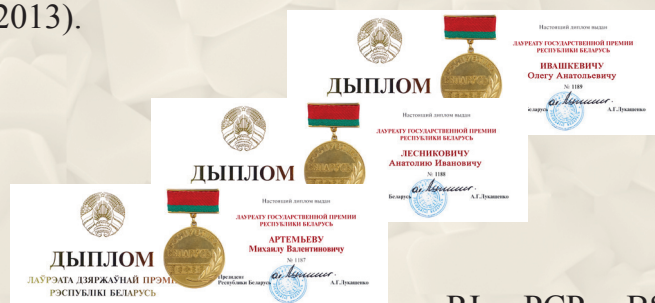 2013).
ДЫПЛОМ
Настоящий диплом выдан
ЛАУРЕАТУ ГОСУДАРСТВЕННОЙ ПРЕМИИ
РЕСПУБЛИКИ БЕЛАРУСЬ
ИВАШКЕВИЧУ
Олегу Анатольевичу
№ 1189
А.Г.Лукашенко
ДЫПЛОМ
Настоящий диплом выдан
ЛАУРЕАТУ ГОСУДАРСТВЕННОЙ ПРЕМИИ
РЕСПУБЛИКИ БЕЛАРУСЬ
ЛЕСНИКОВИЧУ
Анатолию Ивановичу
№ 1188
Беларусь
А.Г.Лукашенко
ДЫПЛОМ
ЛАЎРЭАТА ДЗЯРЖАЎНАЙ
РЭСПУБЛІКІ БЕЛАРУСЬ
Настоящий диплом выдан
ЛАУРЕАТУ ГОСУДАРСТВЕННОЙ ПРЕМИИ
РЕСПУБЛИКИ БЕЛАРУСЬ
АРТЕМЬЕВУ
Михаилу Валентиновичу
№ 1187
Президент
Республики Беларусь
А.Г.Лукашенко